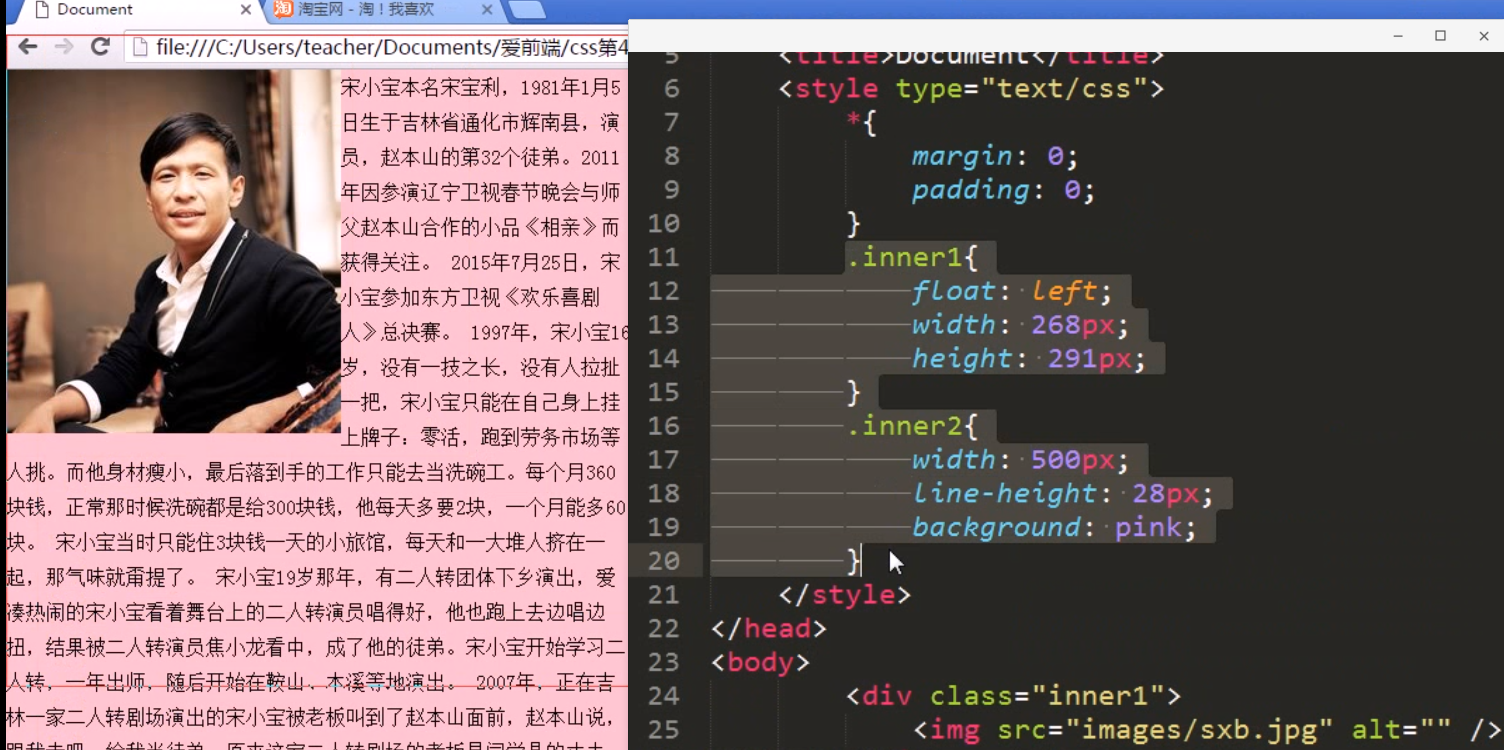 Document
淘宝网 - 淘！我喜欢
file:///C:/Users/teacher/Documents/爱前端/css第4
宋小宝本名宋宝利，1981年1月5
日生于吉林省通化市辉南县，演
员，赵本山的第32个徒弟。2011
年因参演辽宁卫视春节晚会与师
父赵本山合作的小品《相亲》而
获得关注。 2015年7月25日，宋
小宝参加东方卫视《欢乐喜剧
人》总决赛。 1997年，宋小宝16
岁，没有一技之长，没有人拉扯
一把，宋小宝只能在自己身上挂
上牌子：零活，跑到劳务市场等
人挑。而他身材瘦小，最后落到手的工作只能去当洗碗工。每个月360
块钱，正常那时候洗碗都是给300块钱，他每天多要2块，一个月能多60
块。 宋小宝当时只能住3块钱一天的小旅馆，每天和一大堆人挤在一
起，那气味就甭提了。 宋小宝19岁那年，有二人转团体下乡演出，爱
凑热闹的宋小宝看着舞台上的二人转演员唱得好，他也跑上去边唱边
扭，结果被二人转演员焦小龙看中，成了他的徒弟。宋小宝开始学习二
人转，一年出师，随后开始在鞍山、本溪等地演出。 2007年，正在吉
林一家二人转剧场演出的宋小宝被老板叫到了赵本山面前，赵本山说，
5 <title>Document</title>
6 <style type="text/css">
7 *{
8 margin: 0;
9 padding: 0;
10 }
11 .inner1{
12 float: left;
13 width: 268px;
14 height: 291px;
15 }
16 .inner2{
17 width: 500px;
18 line-height: 28px;
19 background: pink;
20 }
21 </style>
22 </head>
23 <body>
24 <div class="inner1">
25 <img src="images/sxb.jpg" alt="" />